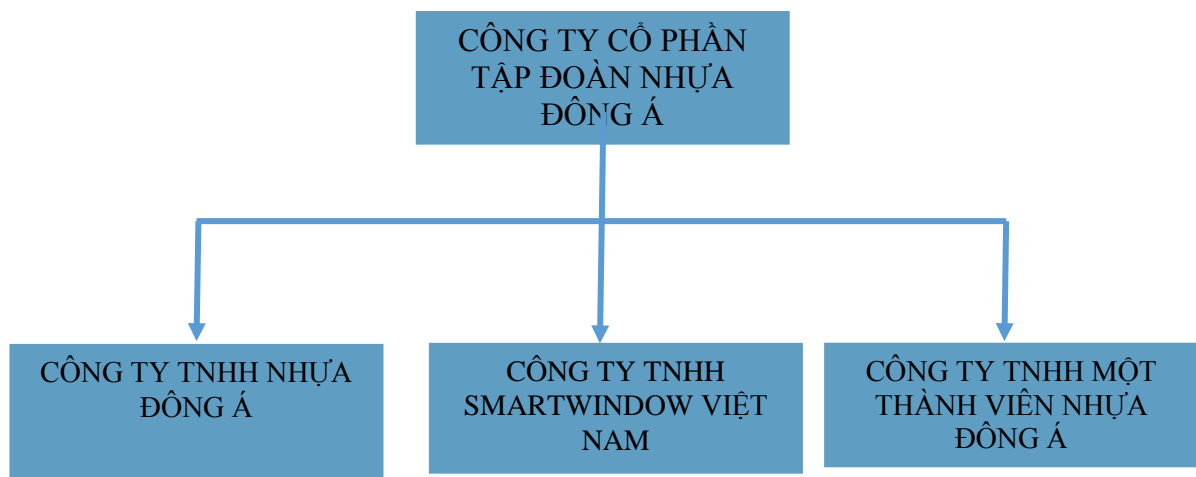 CÔNG TY CỔ PHẦN
TẬP ĐOÀN NHỰA
ĐÔNG Á
CÔNG TY TNHH NHỰA
ĐÔNG Á
CÔNG TY TNHH
SMARTWINDOW VIỆT
NAM
CÔNG TY TNHH MỘT
THÀNH VIÊN NHỰA
ĐÔNG Á